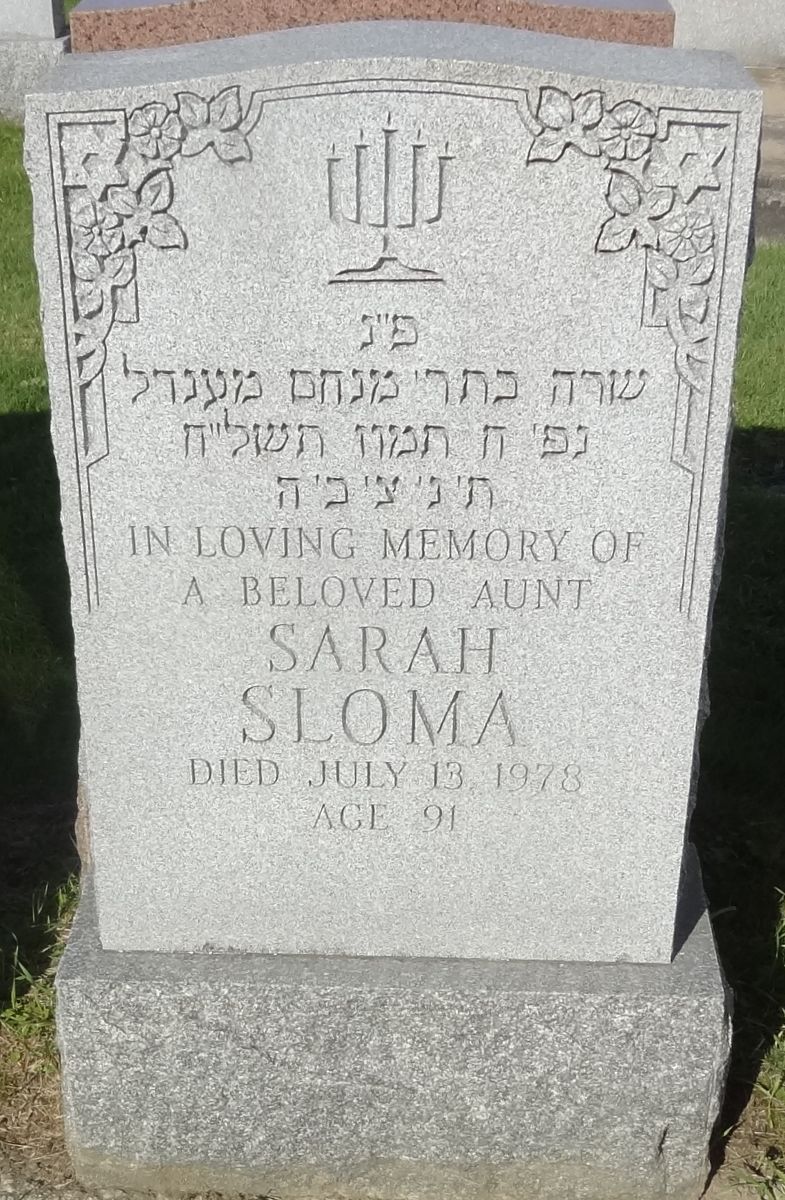 פ"נ
שרה בתר' מנחם מענדל
נפ' ח תמוז תשל"ח
ת' נ' צ' ב' ה
IN LOVING MEMORY OF
A BELOVED AUNT
SARAH
SLOMA
DIED JULY 13, 1978
AGE 91